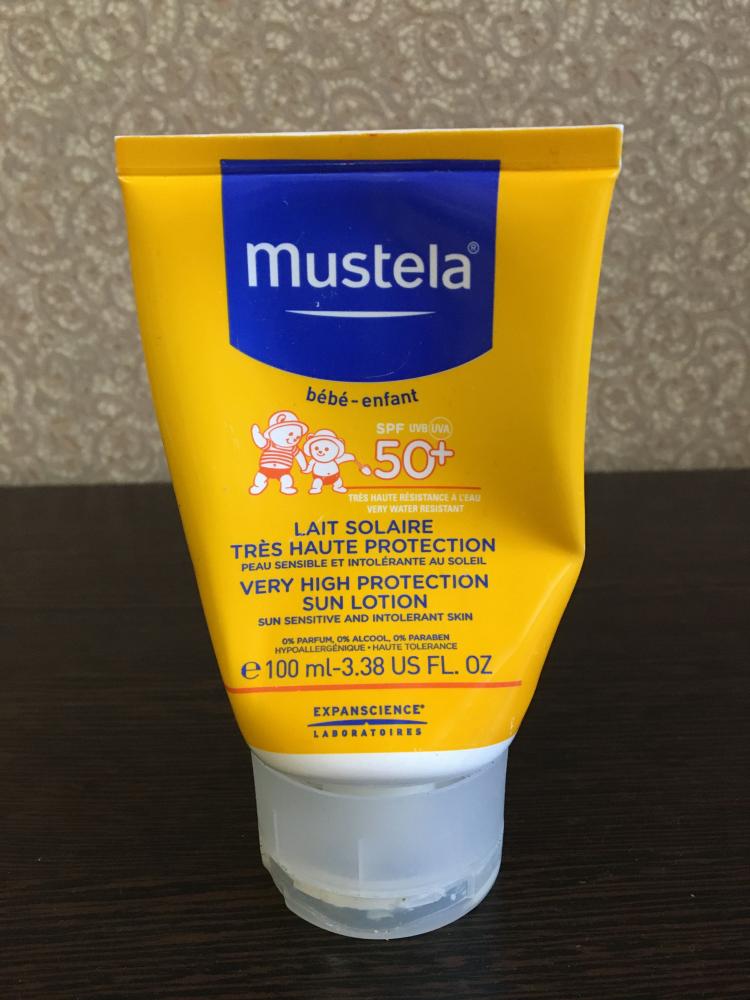 mustela®
bébé-enfant
SPF UVB UVA
50+
TRÈS HAUTE RÉSISTANCE À L'EAU
VERY WATER RESISTANT
LAIT SOLAIRE
TRÈS HAUTE PROTECTION
PEAU SENSIBLE ET INTOLÉRANTE AU SOLEIL
VERY HIGH PROTECTION
SUN LOTION
SUN SENSITIVE AND INTOLERANT SKIN
0% PARFUM, 0% ALCOOL, 0% PARABEN
HYPOALLERGÉNIQUE • HAUTE TOLERANCE
℮ 100 ml-3.38 US FL. OZ
EXPANSCIENCE®
LABORATOIRES